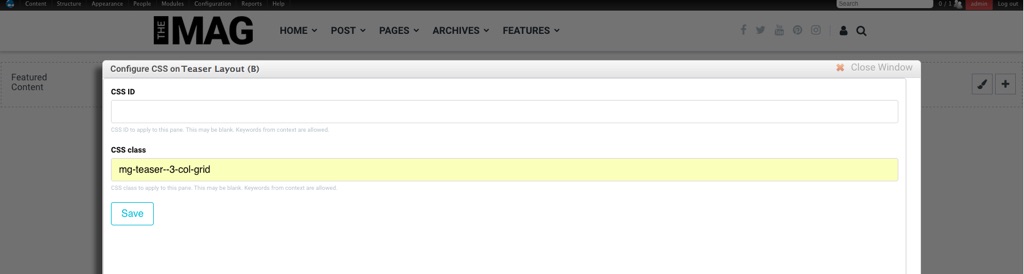 Content Structure Appearance People Modules Configuration Reports Help Search 0 / 1 admin Log out
THE MAG HOME POST PAGES ARCHIVES FEATURES
Configure CSS on Teaser Layout (B) Close Window
Featured
Content
CSS ID
CSS ID to apply to this pane. This may be blank. Keywords from context are allowed.
CSS class
mg-teaser--3-col-grid
CSS class to apply to this pane. This may be blank. Keywords from context are allowed.
Save